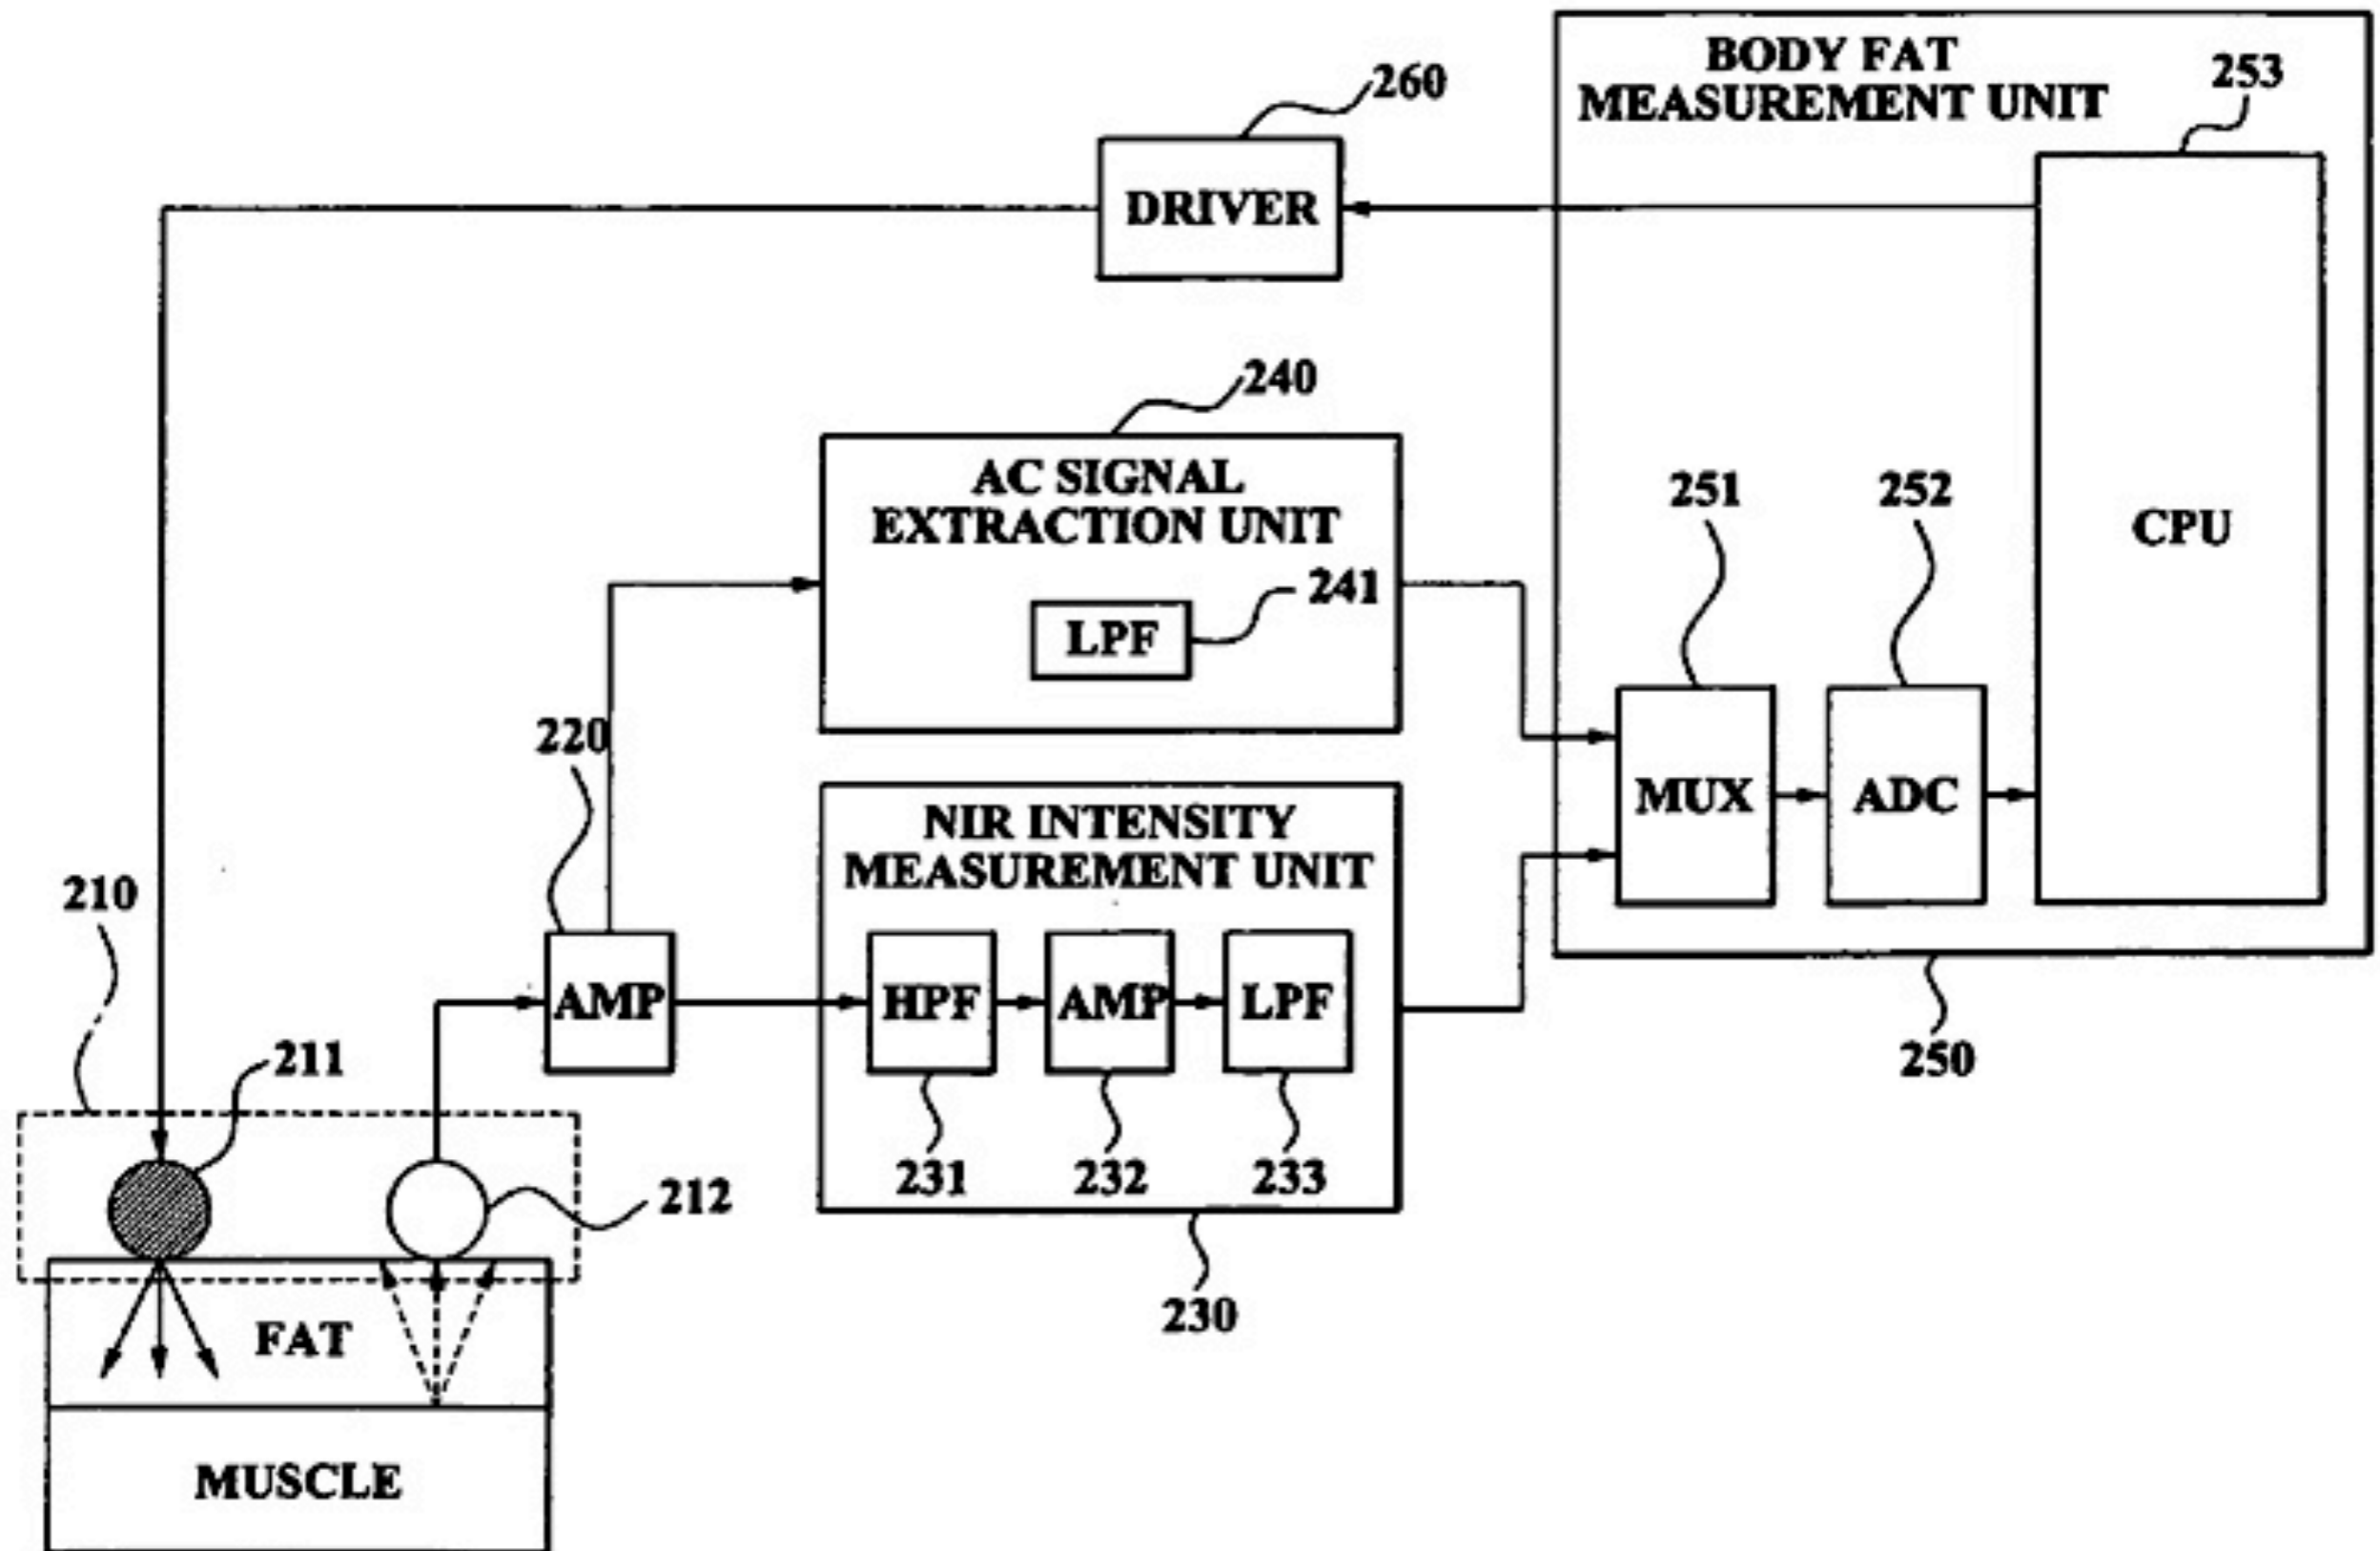 BODY FAT
MEASUREMENT UNIT
253
260
DRIVER
240
AC SIGNAL
EXTRACTION UNIT
241
LPF
251
252
CPU
220
MUX
ADC
NIR INTENSITY
MEASUREMENT UNIT
210
AMP
HPF
AMP
LPF
250
211
231
232
233
212
230
FAT
MUSCLE